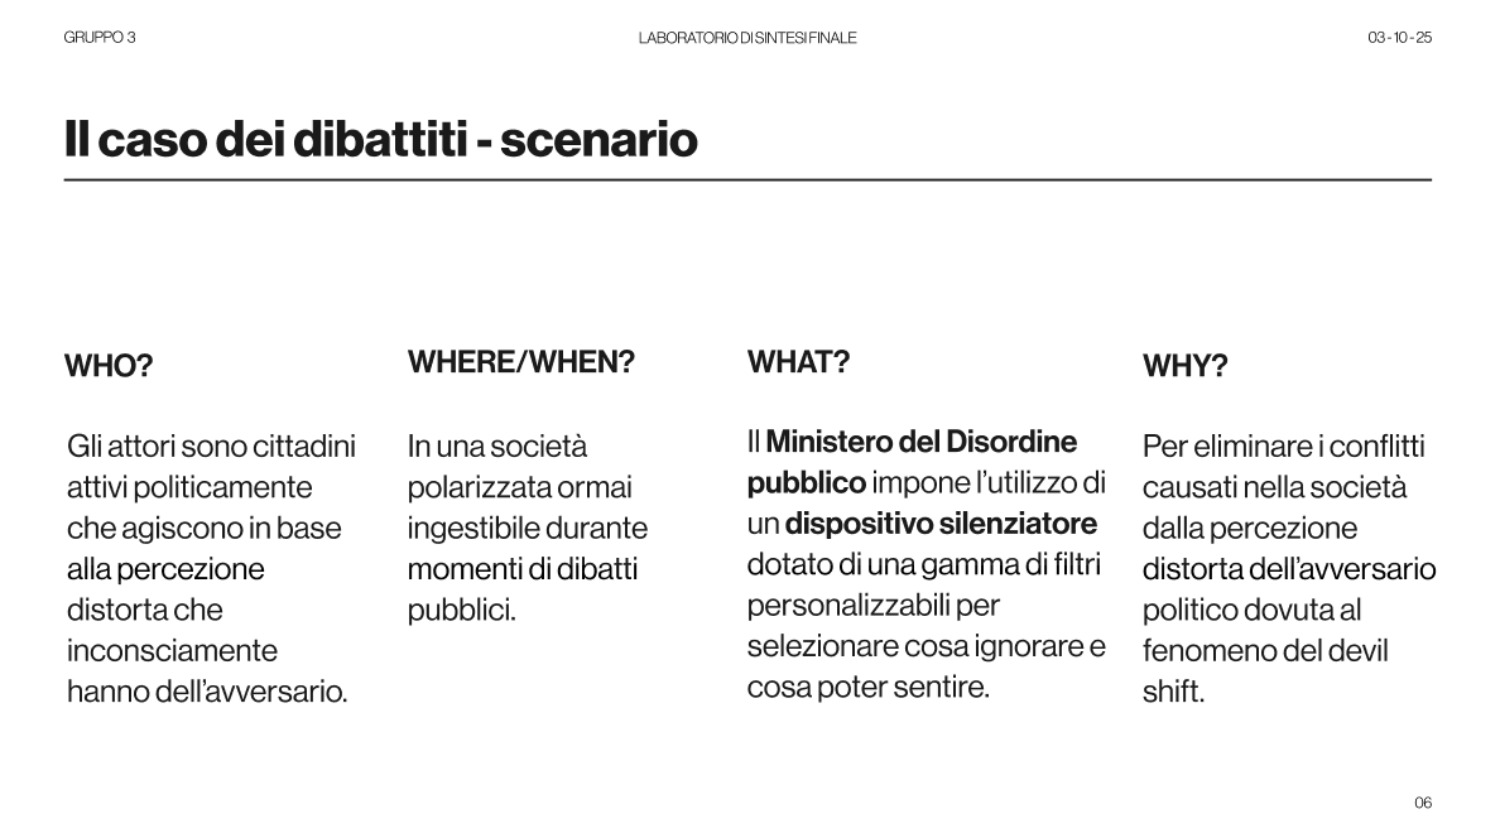 GRUPPO 3
LABORATORIO DI SINTESI FINALE
03-10-25
Il caso dei dibattiti - scenario
WHO?
Gli attori sono cittadini
attivi politicamente
che agiscono in base
alla percezione
distorta che
inconsciamente
hanno dell'avversario.
WHERE/WHEN?
In una società
polarizzata ormai
ingestibile durante
momenti di dibatti
pubblici.
WHAT?
Il Ministero del Disordine
pubblico impone l'utilizzo di
un dispositivo silenziatore
dotato di una gamma di filtri
personalizzabili per
selezionare cosa ignorare e
cosa poter sentire.
WHY?
Per eliminare i conflitti
causati nella società
dalla percezione
distorta dell'avversario
politico dovuta al
fenomeno del devil
shift.
06